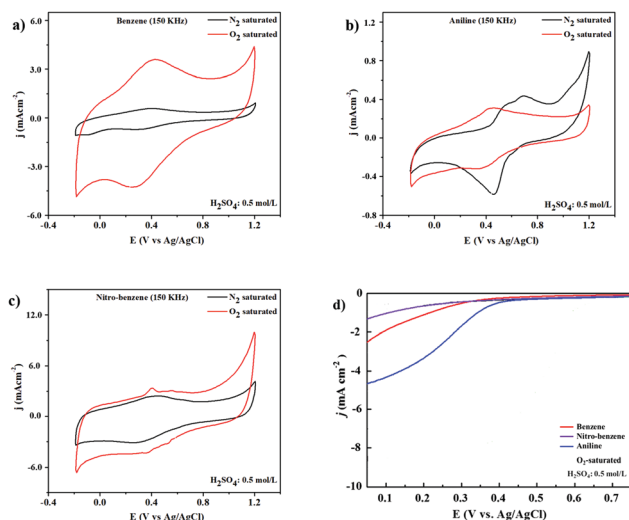 a)
Benzene (150 KHz)
N2 saturated
O2 saturated
3.0
0.0
-3.0
-6.0
6.0
j (mAcm-2)
H2SO4: 0.5 mol/L
-0.4
0.0
0.4
0.8
1.2
E (V vs Ag/AgCl)
b)
Aniline (150 KHz)
N2 saturated
O2 saturated
0.8
0.4
0.0
-0.4
-0.8
j (mAcm-2)
H2SO4: 0.5 mol/L
-0.4
0.0
0.4
0.8
1.2
E (V vs Ag/AgCl)
c)
Nitro-benzene (150 KHz)
N2 saturated
O2 saturated
12.0
6.0
0.0
-6.0
j (mAcm-2)
H2SO4: 0.5 mol/L
-0.4
0.0
0.4
0.8
1.2
E (V vs Ag/AgCl)
d)
0
-2
-4
-6
-8
-10
j (mA cm-2)
Benzene
Nitro-benzene
Aniline
O2-saturated
H2SO4: 0.5 mol/L
0.1
0.2
0.3
0.4
0.5
0.6
0.7
E (V vs. Ag/AgCl)